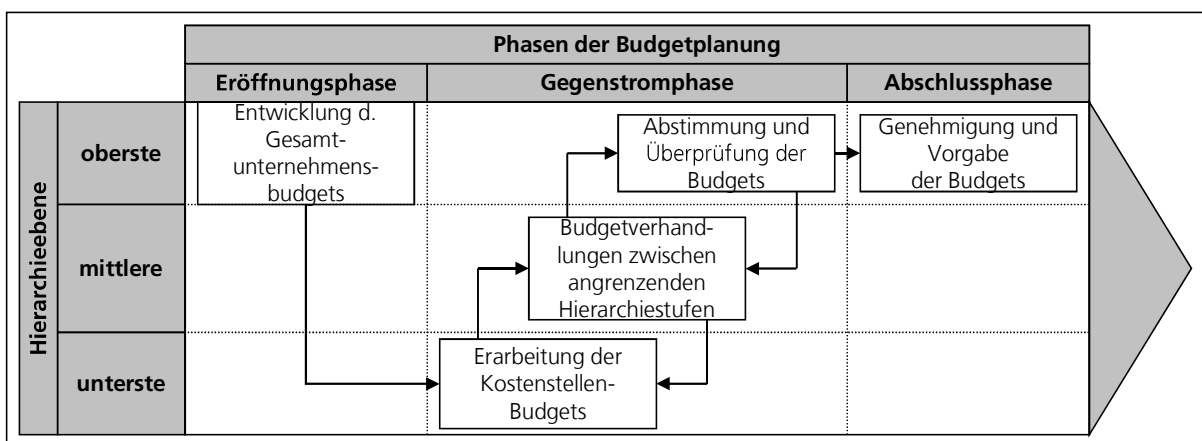 Phasen der Budgetplanung
Eröffnungsphase
Gegenstromphase
Abschlussphase
Hierarchieebene
oberste
Entwicklung d.
Gesamt-
unternehmens-
budgets
Abstimmung und
Überprüfung der
Budgets
Genehmigung und
Vorgabe
der Budgets
mittlere
Budgetverhand-
lungen zwischen
angrenzenden
Hierarchiestufen
unterste
Erarbeitung der
Kostenstellen-
Budgets